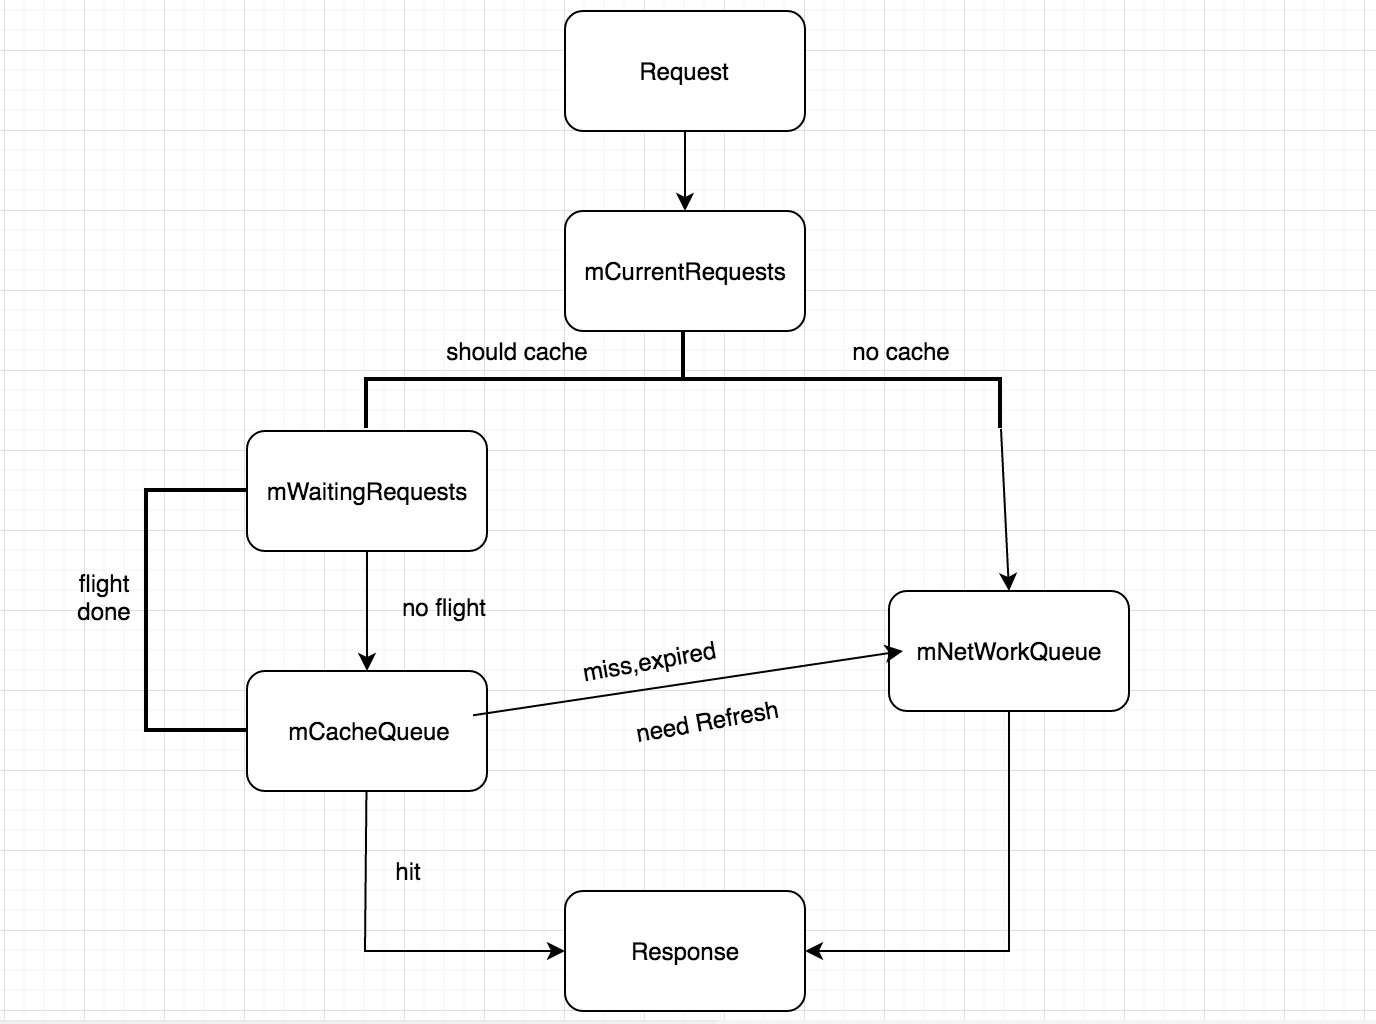 Request
mCurrentRequests
should cache
no cache
mWaitingRequests
flight
done
no flight
miss,expired
mNetWorkQueue
need Refresh
mCacheQueue
hit
Response